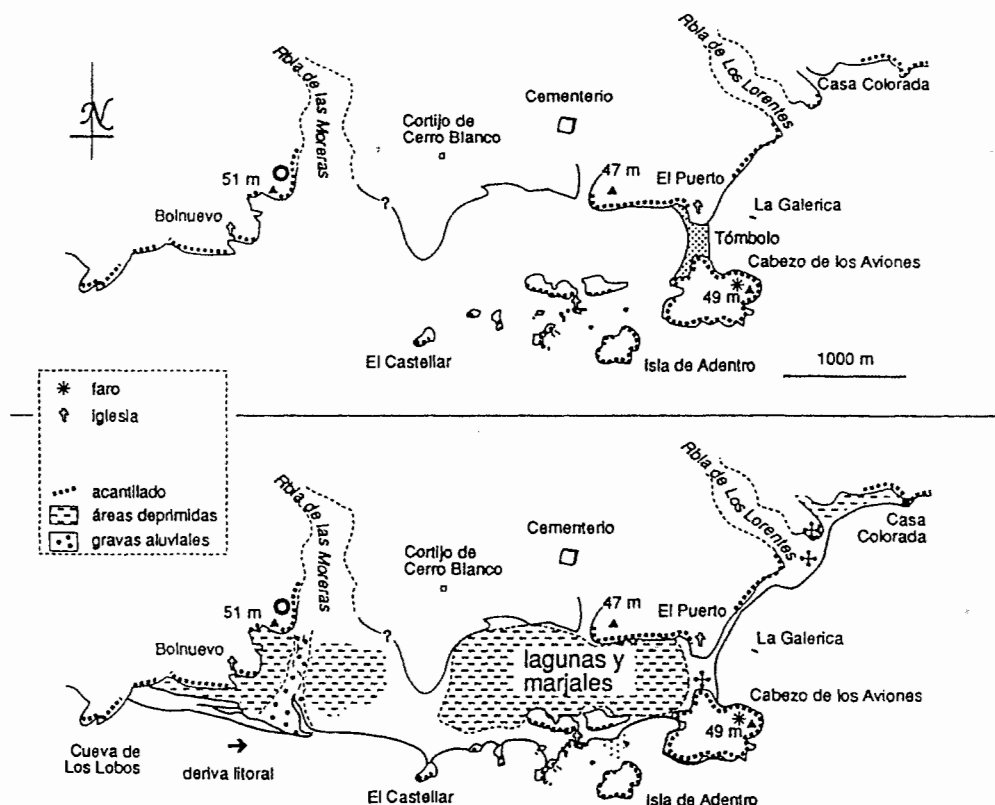 N
Rbla de las Moreras
Rbla de Los Lorentes
Casa Colorada
Cementerio
Cortijo de
Cerro Blanco
51 m
47 m
El Puerto
?
La Galerica
Bolnuevo
Tómbolo
Cabezo de los Aviones
49 m
El Castellar
Isla de Adentro
1000 m
faro
iglesia
acantilado
áreas deprimidas
gravas aluviales
Rbla de las Moreras
Rbla de Los Lorentes
Casa
Colorada
Cementerio
Cortijo de
Cerro Blanco
51 m
47 m
El Puerto
?
La Galerica
Bolnuevo
lagunas y
marjales
Cabezo de los Aviones
49 m
Cueva de
Los Lobos
deriva litoral
El Castellar
Isla de Adentro